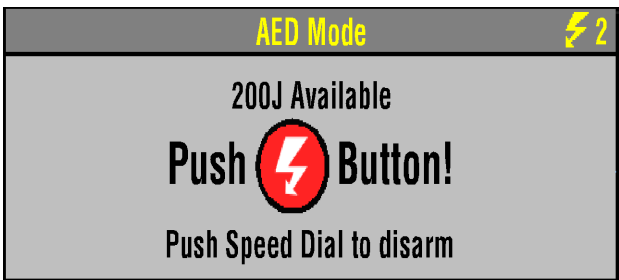 AED Mode 2
200J Available
Push Button!
Push Speed Dial to disarm